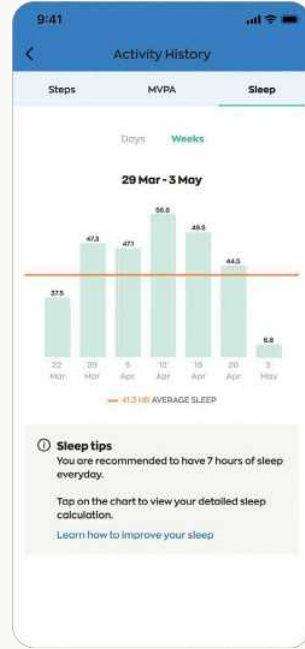 9:41
Activity History
Steps MVPA Sleep
Days Weeks
29 Mar - 3 May
56.8
49.5
47.3
47.1
44.5
37.5
6.8
22 29 5 12 19 26 3
Mar Mar Apr Apr Apr Apr May
41.3 HR AVERAGE SLEEP
Sleep tips
You are recommended to have 7 hours of sleep
everyday.
Tap on the chart to view your detailed sleep
calculation.
Learn how to improve your sleep